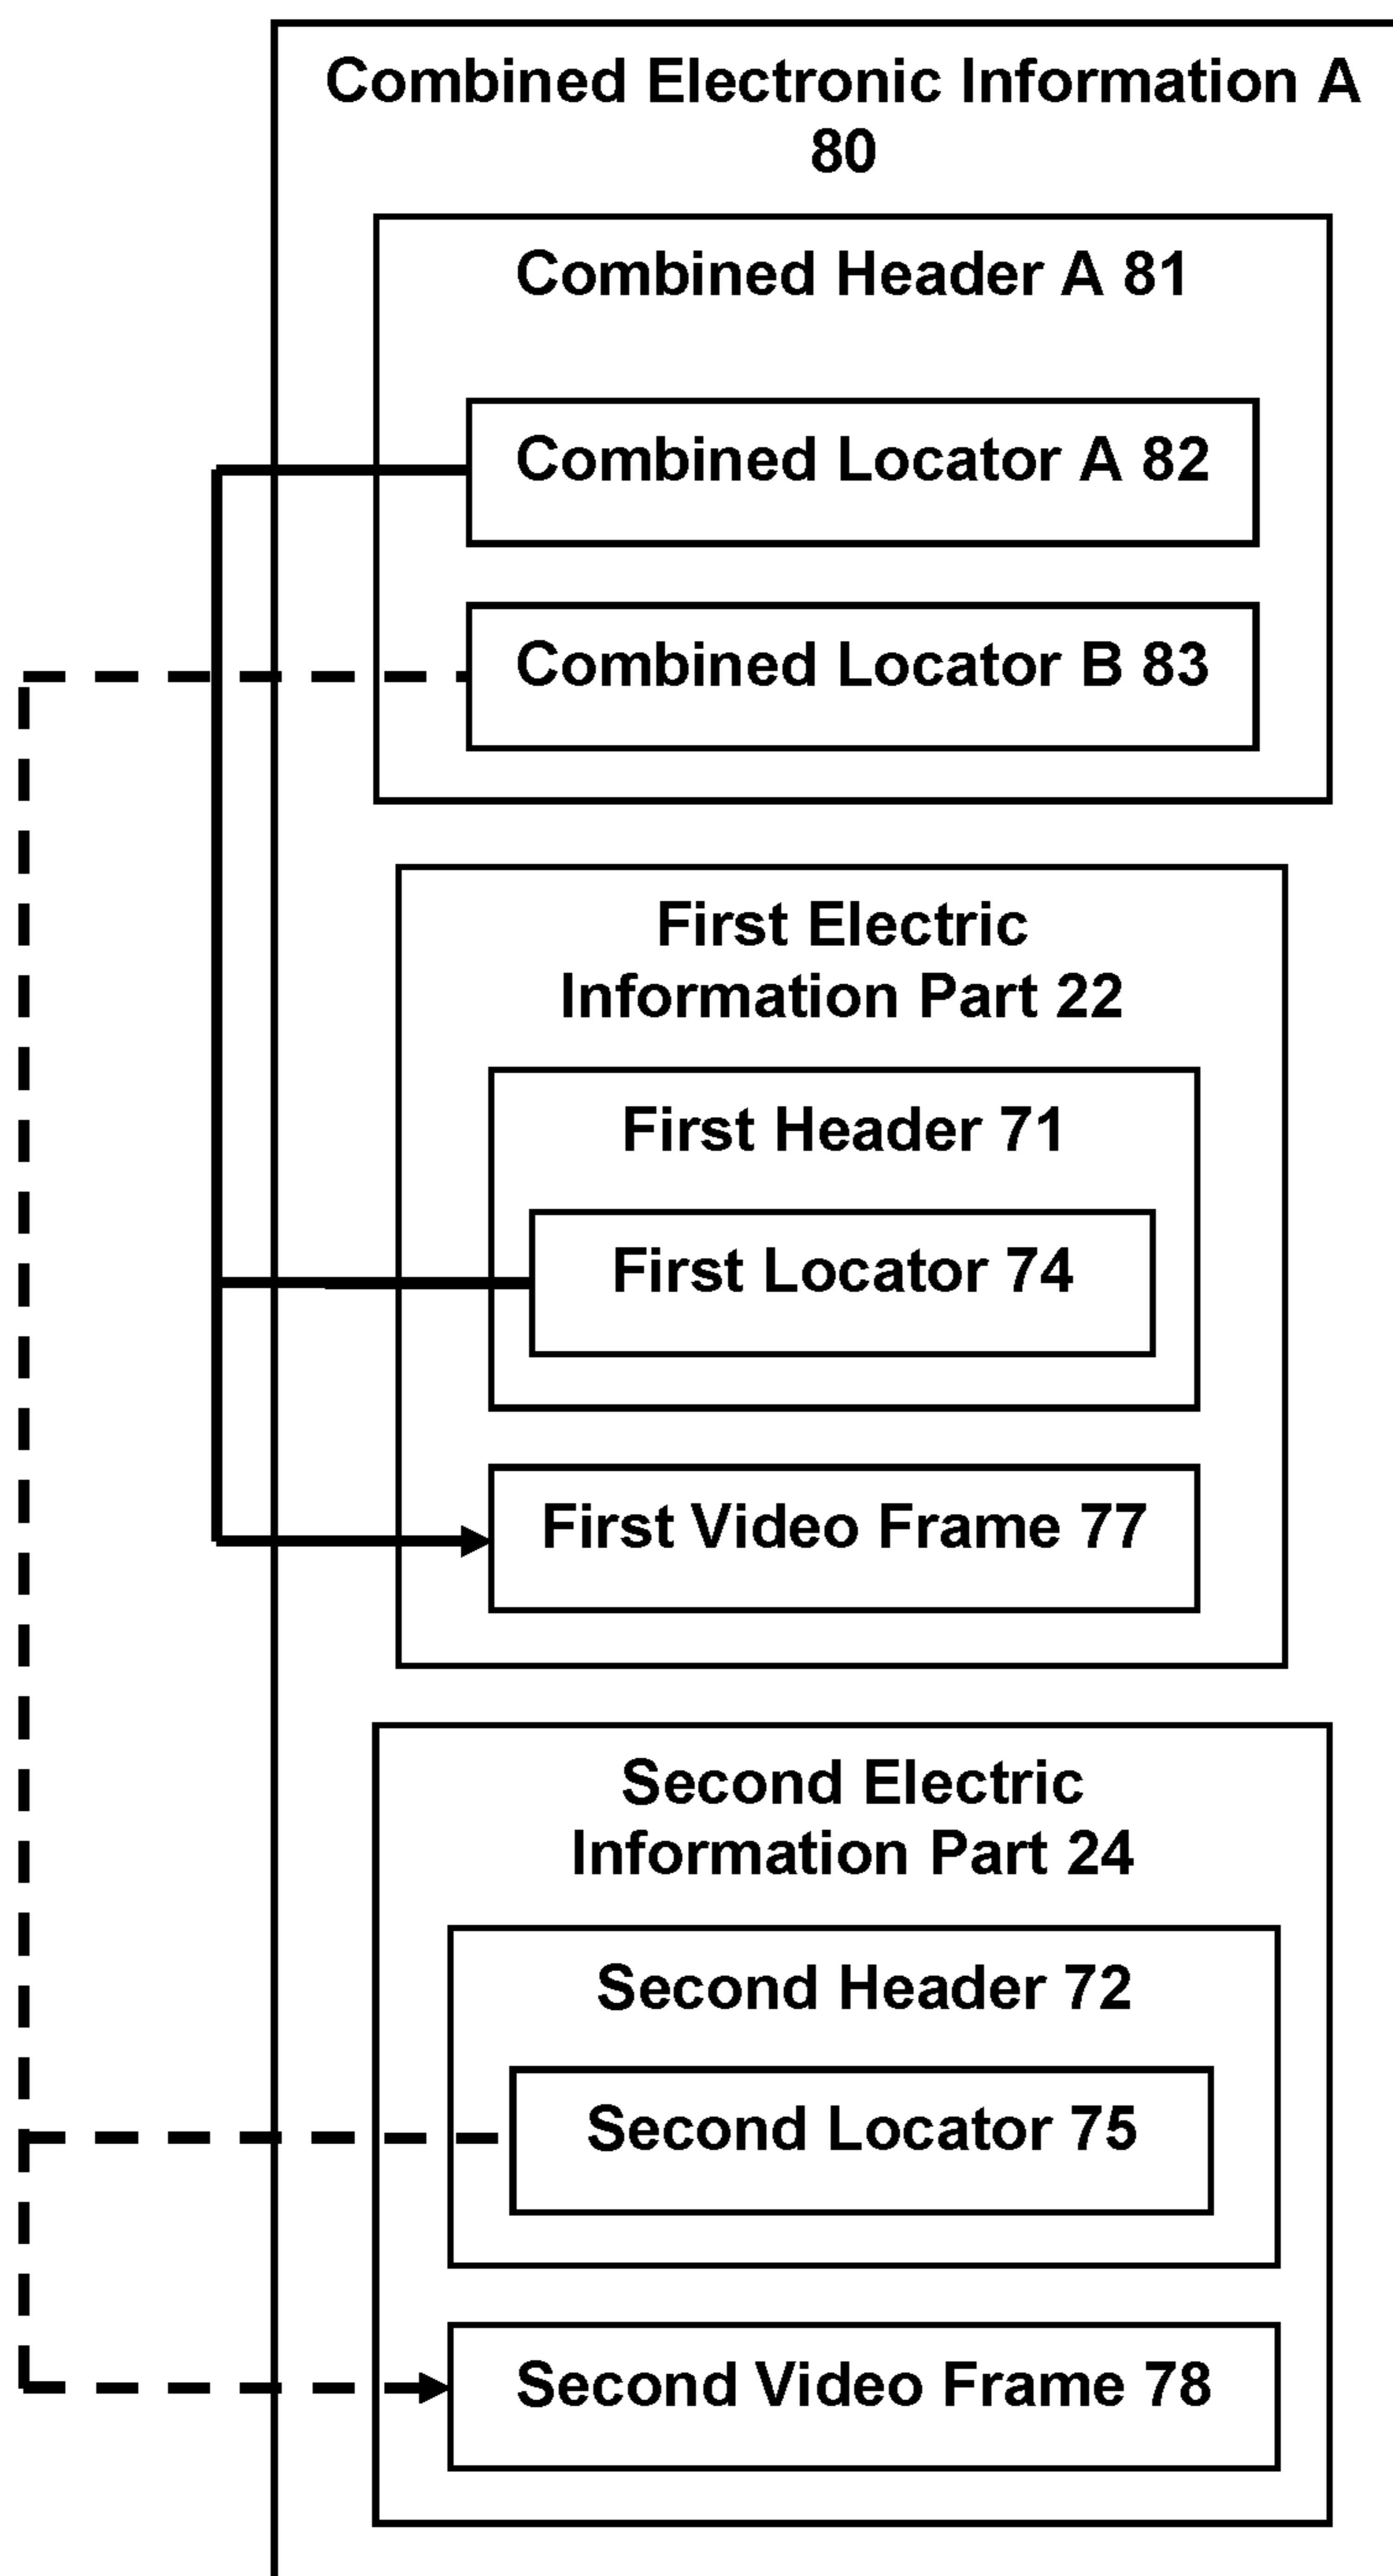 Combined Electronic Information A
80
Combined Header A 81
Combined Locator A 82
Combined Locator B 83
First Electric
Information Part 22
First Header 71
First Locator 74
First Video Frame 77
Second Electric
Information Part 24
Second Header 72
Second Locator 75
Second Video Frame 78